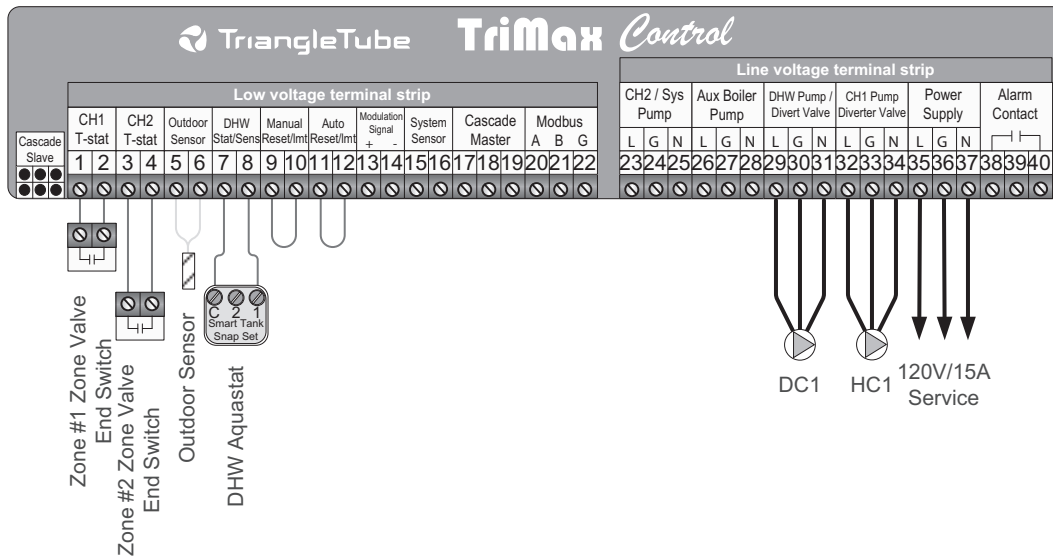 TriangleTube TriMax Control
Low voltage terminal strip
Line voltage terminal strip
Cascade
Slave
CH1
T-stat
CH2
T-stat
Outdoor
Sensor
DHW
Stat/Sens
Manual
Reset/lmt
Auto
Reset/lmt
Modulation
Signal
+ -
System
Sensor
Cascade
Master
Modbus
A B G
CH2 / Sys
Pump
L G N
Aux Boiler
Pump
L G N
DHW Pump /
Divert Valve
L G N
CH1 Pump
Diverter Valve
L G N
Power
Supply
L G N
Alarm
Contact
1 2 3 4 5 6 7 8 9 10 11 12 13 14 15 16 17 18 19 20 21 22
23 24 25 26 27 28 29 30 31 32 33 34 35 36 37 38 39 40
Zone #1 Zone Valve
End Switch
Zone #2 Zone Valve
End Switch
Outdoor Sensor
C 2 1
Smart Tank
Snap Set
DHW Aquastat
DC1
HC1
120V/15A
Service